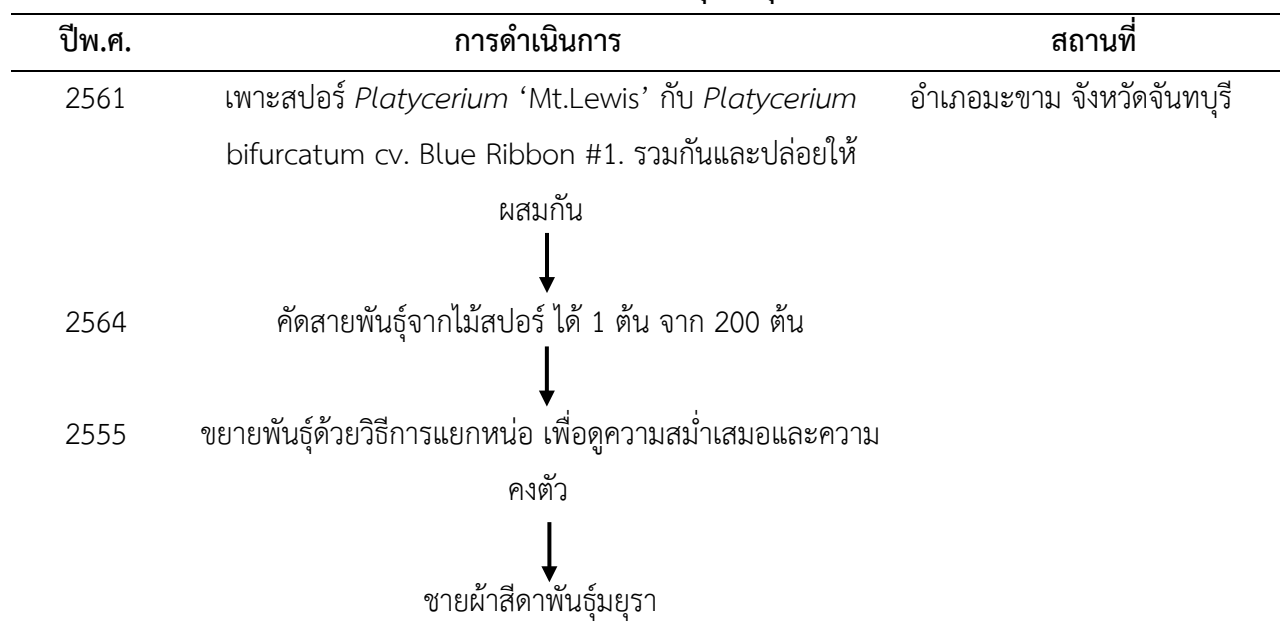 ปีพ.ศ. การดำเนินการ สถานที่
2561 เพาะสปอร์ Platycerium ‘Mt.Lewis’ กับ Platycerium อำเภอมะขาม จังหวัดจันทบุรี
bifurcatum cv. Blue Ribbon #1. รวมกันและปล่อยให้
ผสมกัน
2564 คัดสายพันธุ์จากไม้สปอร์ ได้ 1 ต้น จาก 200 ต้น
2555 ขยายพันธุ์ด้วยวิธีการแยกหน่อ เพื่อดูความสม่ำเสมอและความ
คงตัว
ชายผ้าสีดาพันธุ์มยุรา